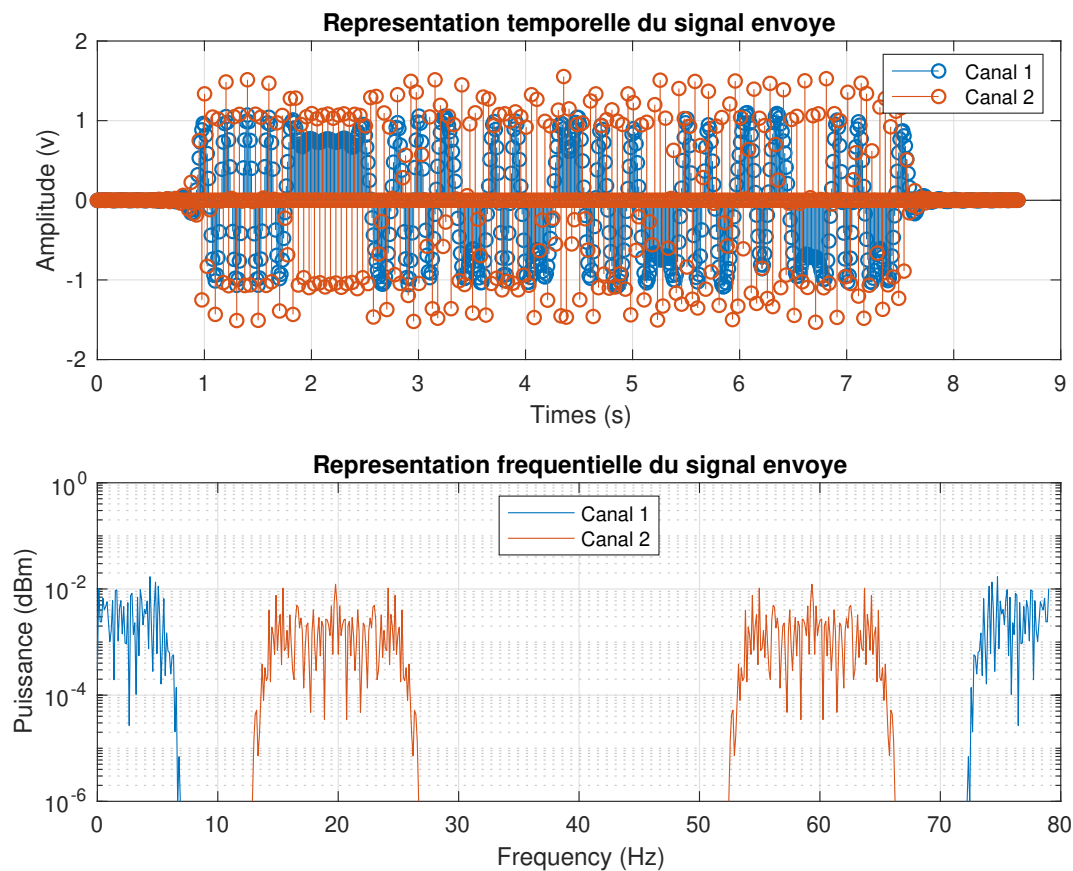 Representation temporelle du signal envoye
2
1
0
-1
-2
Amplitude (v)
Canal 1
Canal 2
0 1 2 3 4 5 6 7 8 9
Times (s)
Representation frequentielle du signal envoye
10^0
10^-2
10^-4
10^-6
Puissance (dBm)
Canal 1
Canal 2
0 10 20 30 40 50 60 70 80
Frequency (Hz)